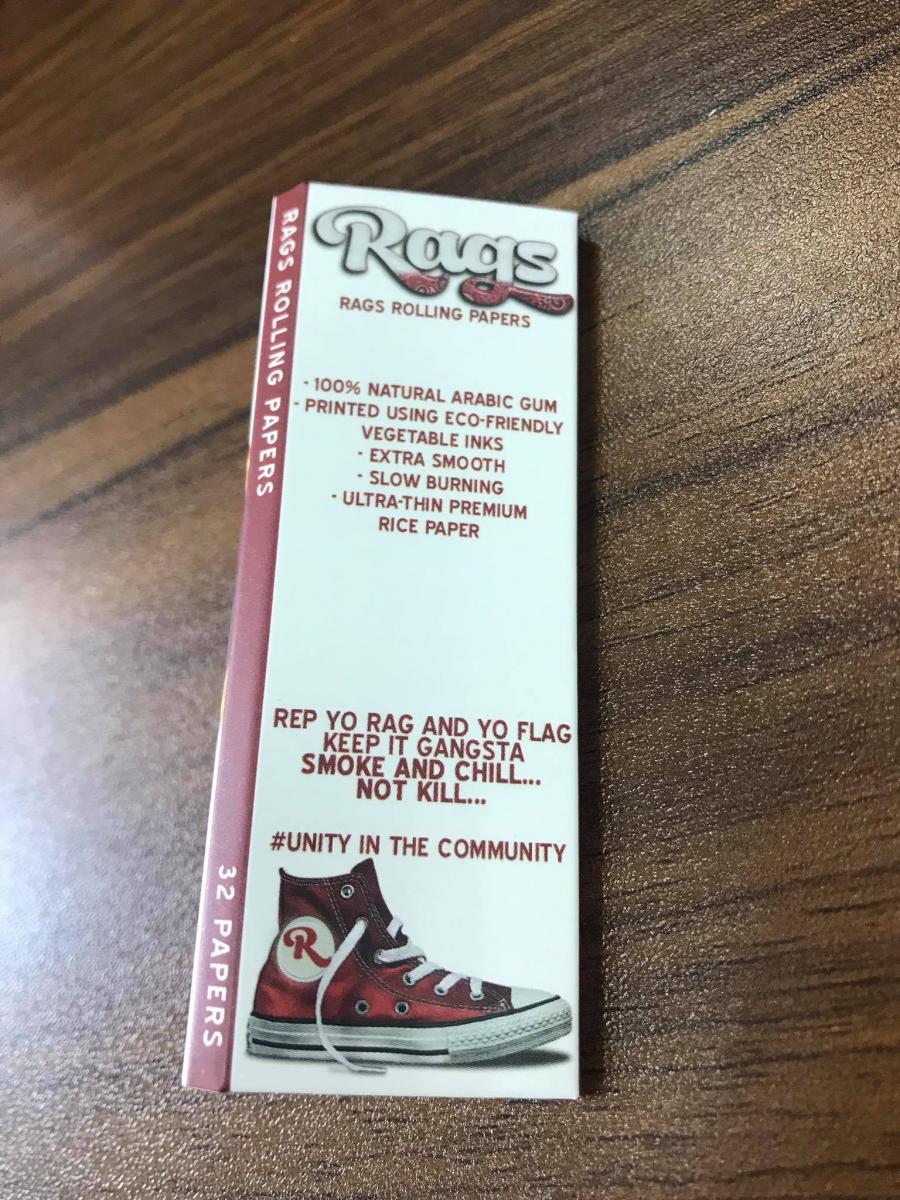 Rags
RAGS ROLLING PAPERS
· 100% NATURAL ARABIC GUM
· PRINTED USING ECO-FRIENDLY
VEGETABLE INKS
· EXTRA SMOOTH
· SLOW BURNING
· ULTRA-THIN PREMIUM
RICE PAPER
REP YO RAG AND YO FLAG
KEEP IT GANGSTA
SMOKE AND CHILL...
NOT KILL...
#UNITY IN THE COMMUNITY
R
RAGS ROLLING PAPERS
32 PAPERS